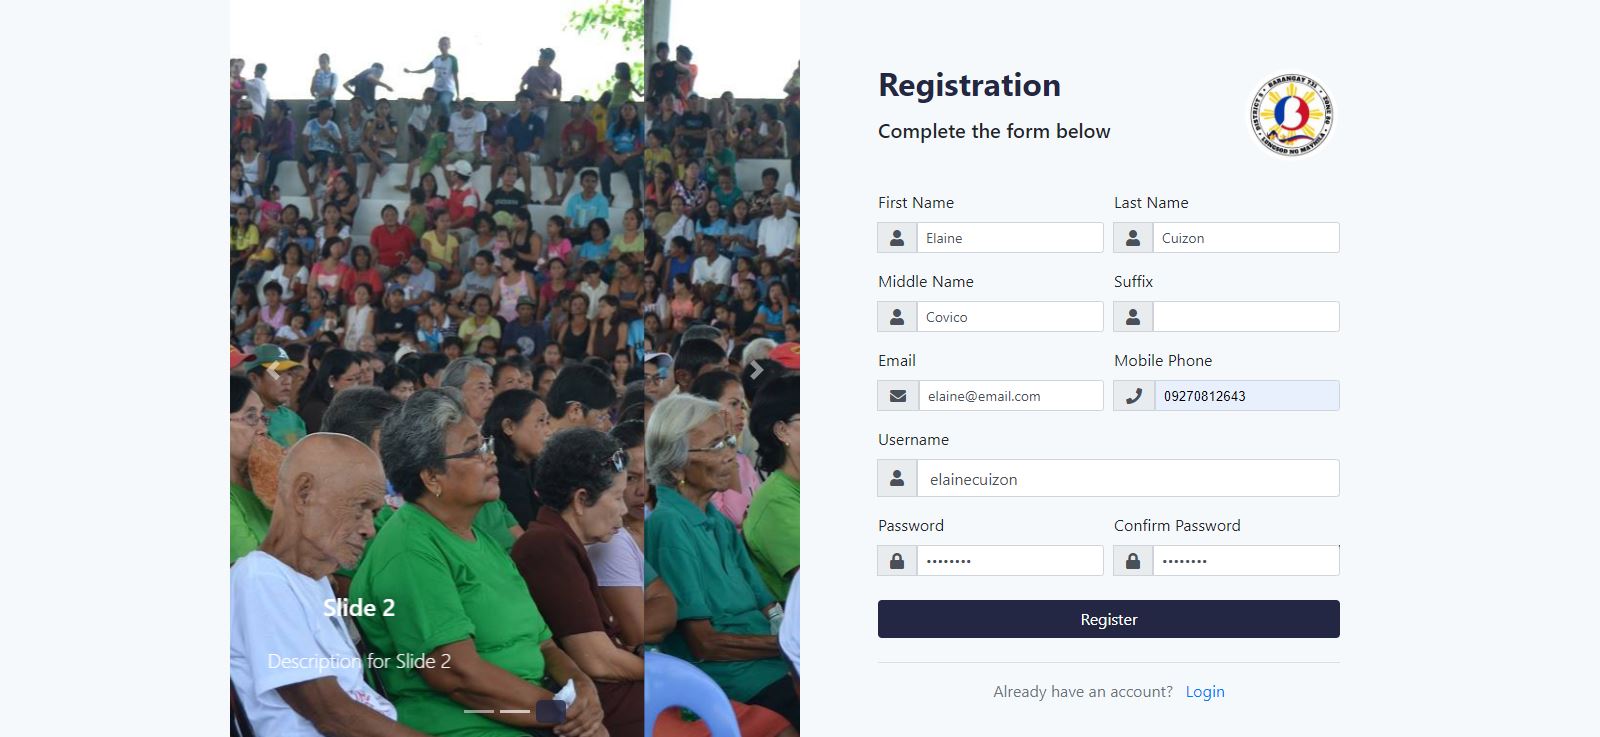 Slide 2
Description for Slide 2
Registration
Complete the form below
BARANGAY 731 • ZONE 80 • LUNGSOD NG MAYNILA • DISTRICT 5 •
First Name
Last Name
Elaine
Cuizon
Middle Name
Suffix
Covico
Email
Mobile Phone
elaine@email.com
09270812643
Username
elainecuizon
Password
Confirm Password
••••••••
••••••••
Register
Already have an account? Login